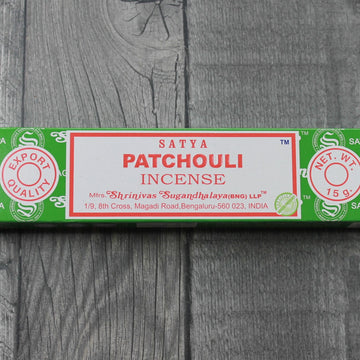 SATYA
PATCHOULI
INCENSE
TM
Mfrs. Shrinivas Sugandhalaya (BNG) LLP™
1/9, 8th Cross, Magadi Road, Bengaluru-560 023, INDIA
EXPORT
QUALITY
NET. WT.
15 g.